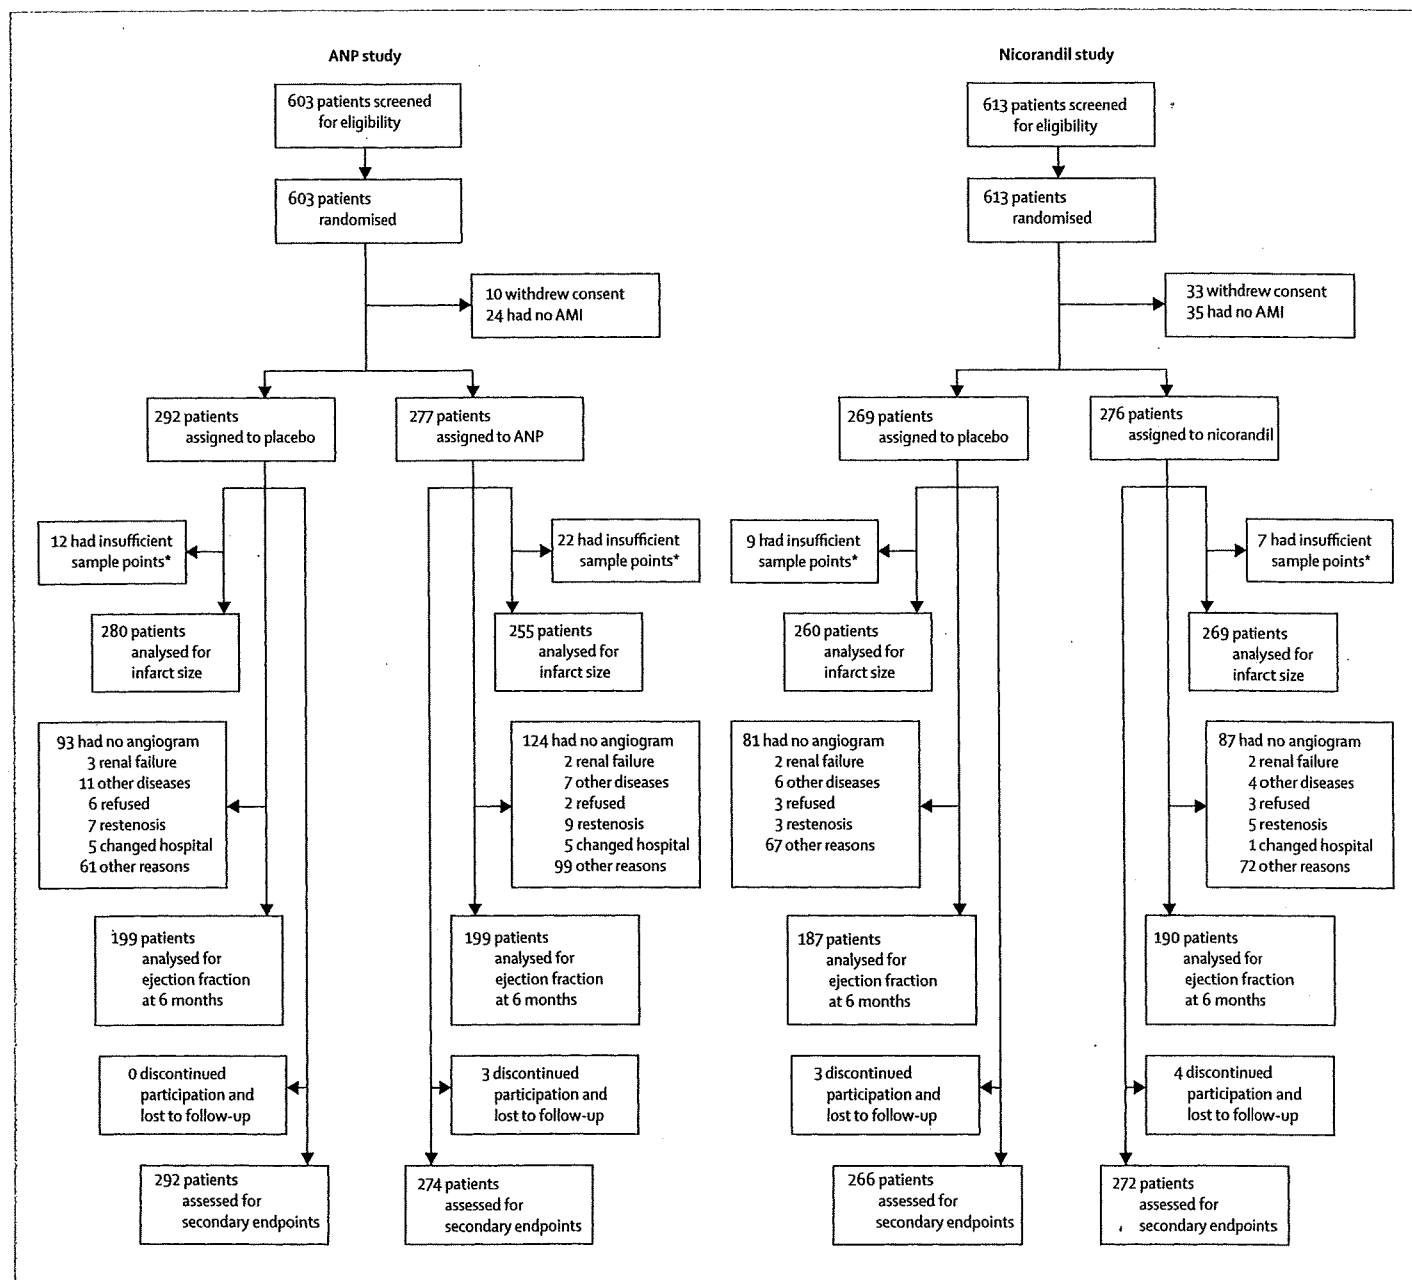 ANP study
603 patients screened
for eligibility
603 patients
randomised
10 withdrew consent
24 had no AMI
292 patients
assigned to placebo
277 patients
assigned to ANP
12 had insufficient
sample points*
22 had insufficient
sample points*
280 patients
analysed for
infarct size
255 patients
analysed for
infarct size
93 had no angiogram
3 renal failure
11 other diseases
6 refused
7 restenosis
5 changed hospital
61 other reasons
124 had no angiogram
2 renal failure
7 other diseases
2 refused
9 restenosis
5 changed hospital
99 other reasons
199 patients
analysed for
ejection fraction
at 6 months
199 patients
analysed for
ejection fraction
at 6 months
0 discontinued
participation and
lost to follow-up
3 discontinued
participation and
lost to follow-up
292 patients
assessed for
secondary endpoints
274 patients
assessed for
secondary endpoints
Nicorandil study
613 patients screened
for eligibility
613 patients
randomised
33 withdrew consent
35 had no AMI
269 patients
assigned to placebo
276 patients
assigned to nicorandil
9 had insufficient
sample points*
7 had insufficient
sample points*
260 patients
analysed for
infarct size
269 patients
analysed for
infarct size
81 had no angiogram
2 renal failure
6 other diseases
3 refused
3 restenosis
67 other reasons
87 had no angiogram
2 renal failure
4 other diseases
3 refused
5 restenosis
1 changed hospital
72 other reasons
187 patients
analysed for
ejection fraction
at 6 months
190 patients
analysed for
ejection fraction
at 6 months
3 discontinued
participation and
lost to follow-up
4 discontinued
participation and
lost to follow-up
266 patients
assessed for
secondary endpoints
272 patients
assessed for
secondary endpoints